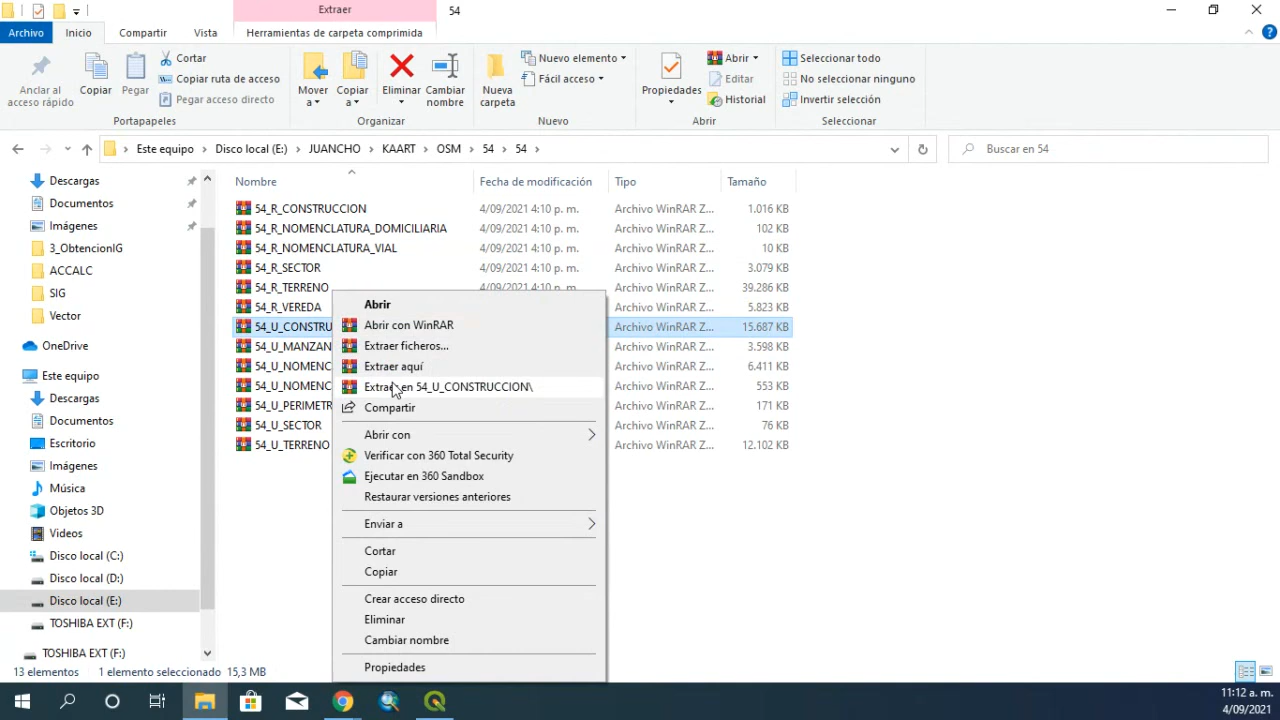 Extraer
54
Archivo
Inicio
Compartir
Vista
Herramientas de carpeta comprimida
Anclar al acceso rápido
Copiar
Pegar
Cortar
Copiar ruta de acceso
Pegar acceso directo
Portapapeles
Mover a
Copiar a
Eliminar
Cambiar nombre
Organizar
Nueva carpeta
Nuevo elemento
Fácil acceso
Nuevo
Propiedades
Abrir
Editar
Historial
Abrir
Seleccionar todo
No seleccionar ninguno
Invertir selección
Seleccionar
Este equipo > Disco local (E:) > JUANCHO > KAART > OSM > 54 > 54 >
Buscar en 54
Descargas
Documentos
Imágenes
3_ObtencionIG
ACCALC
SIG
Vector
OneDrive
Este equipo
Descargas
Documentos
Escritorio
Imágenes
Música
Objetos 3D
Videos
Disco local (C:)
Disco local (D:)
Disco local (E:)
TOSHIBA EXT (F:)
TOSHIBA EXT (F:)
Nombre Fecha de modificación Tipo Tamaño
54_R_CONSTRUCCION 4/09/2021 4:10 p. m. Archivo WinRAR Z... 1.016 KB
54_R_NOMENCLATURA_DOMICILIARIA 4/09/2021 4:10 p. m. Archivo WinRAR Z... 102 KB
54_R_NOMENCLATURA_VIAL 4/09/2021 4:10 p. m. Archivo WinRAR Z... 10 KB
54_R_SECTOR 4/09/2021 4:10 p. m. Archivo WinRAR Z... 3.079 KB
54_R_TERRENO 4/09/2021 4:10 p. m. Archivo WinRAR Z... 39.286 KB
54_R_VEREDA Archivo WinRAR Z... 5.823 KB
54_U_CONSTRU Archivo WinRAR Z... 15.687 KB
54_U_MANZAN Archivo WinRAR Z... 3.598 KB
54_U_NOMENC Archivo WinRAR Z... 6.411 KB
54_U_NOMENC Archivo WinRAR Z... 553 KB
54_U_PERIMETR Archivo WinRAR Z... 171 KB
54_U_SECTOR Archivo WinRAR Z... 76 KB
54_U_TERRENO Archivo WinRAR Z... 12.102 KB
Abrir
Abrir con WinRAR
Extraer ficheros...
Extraer aquí
Extraer en 54_U_CONSTRUCCION\
Compartir
Abrir con
Verificar con 360 Total Security
Ejecutar en 360 Sandbox
Restaurar versiones anteriores
Enviar a
Cortar
Copiar
Crear acceso directo
Eliminar
Cambiar nombre
Propiedades
13 elementos 1 elemento seleccionado 15,3 MB
11:12 a. m.
4/09/2021